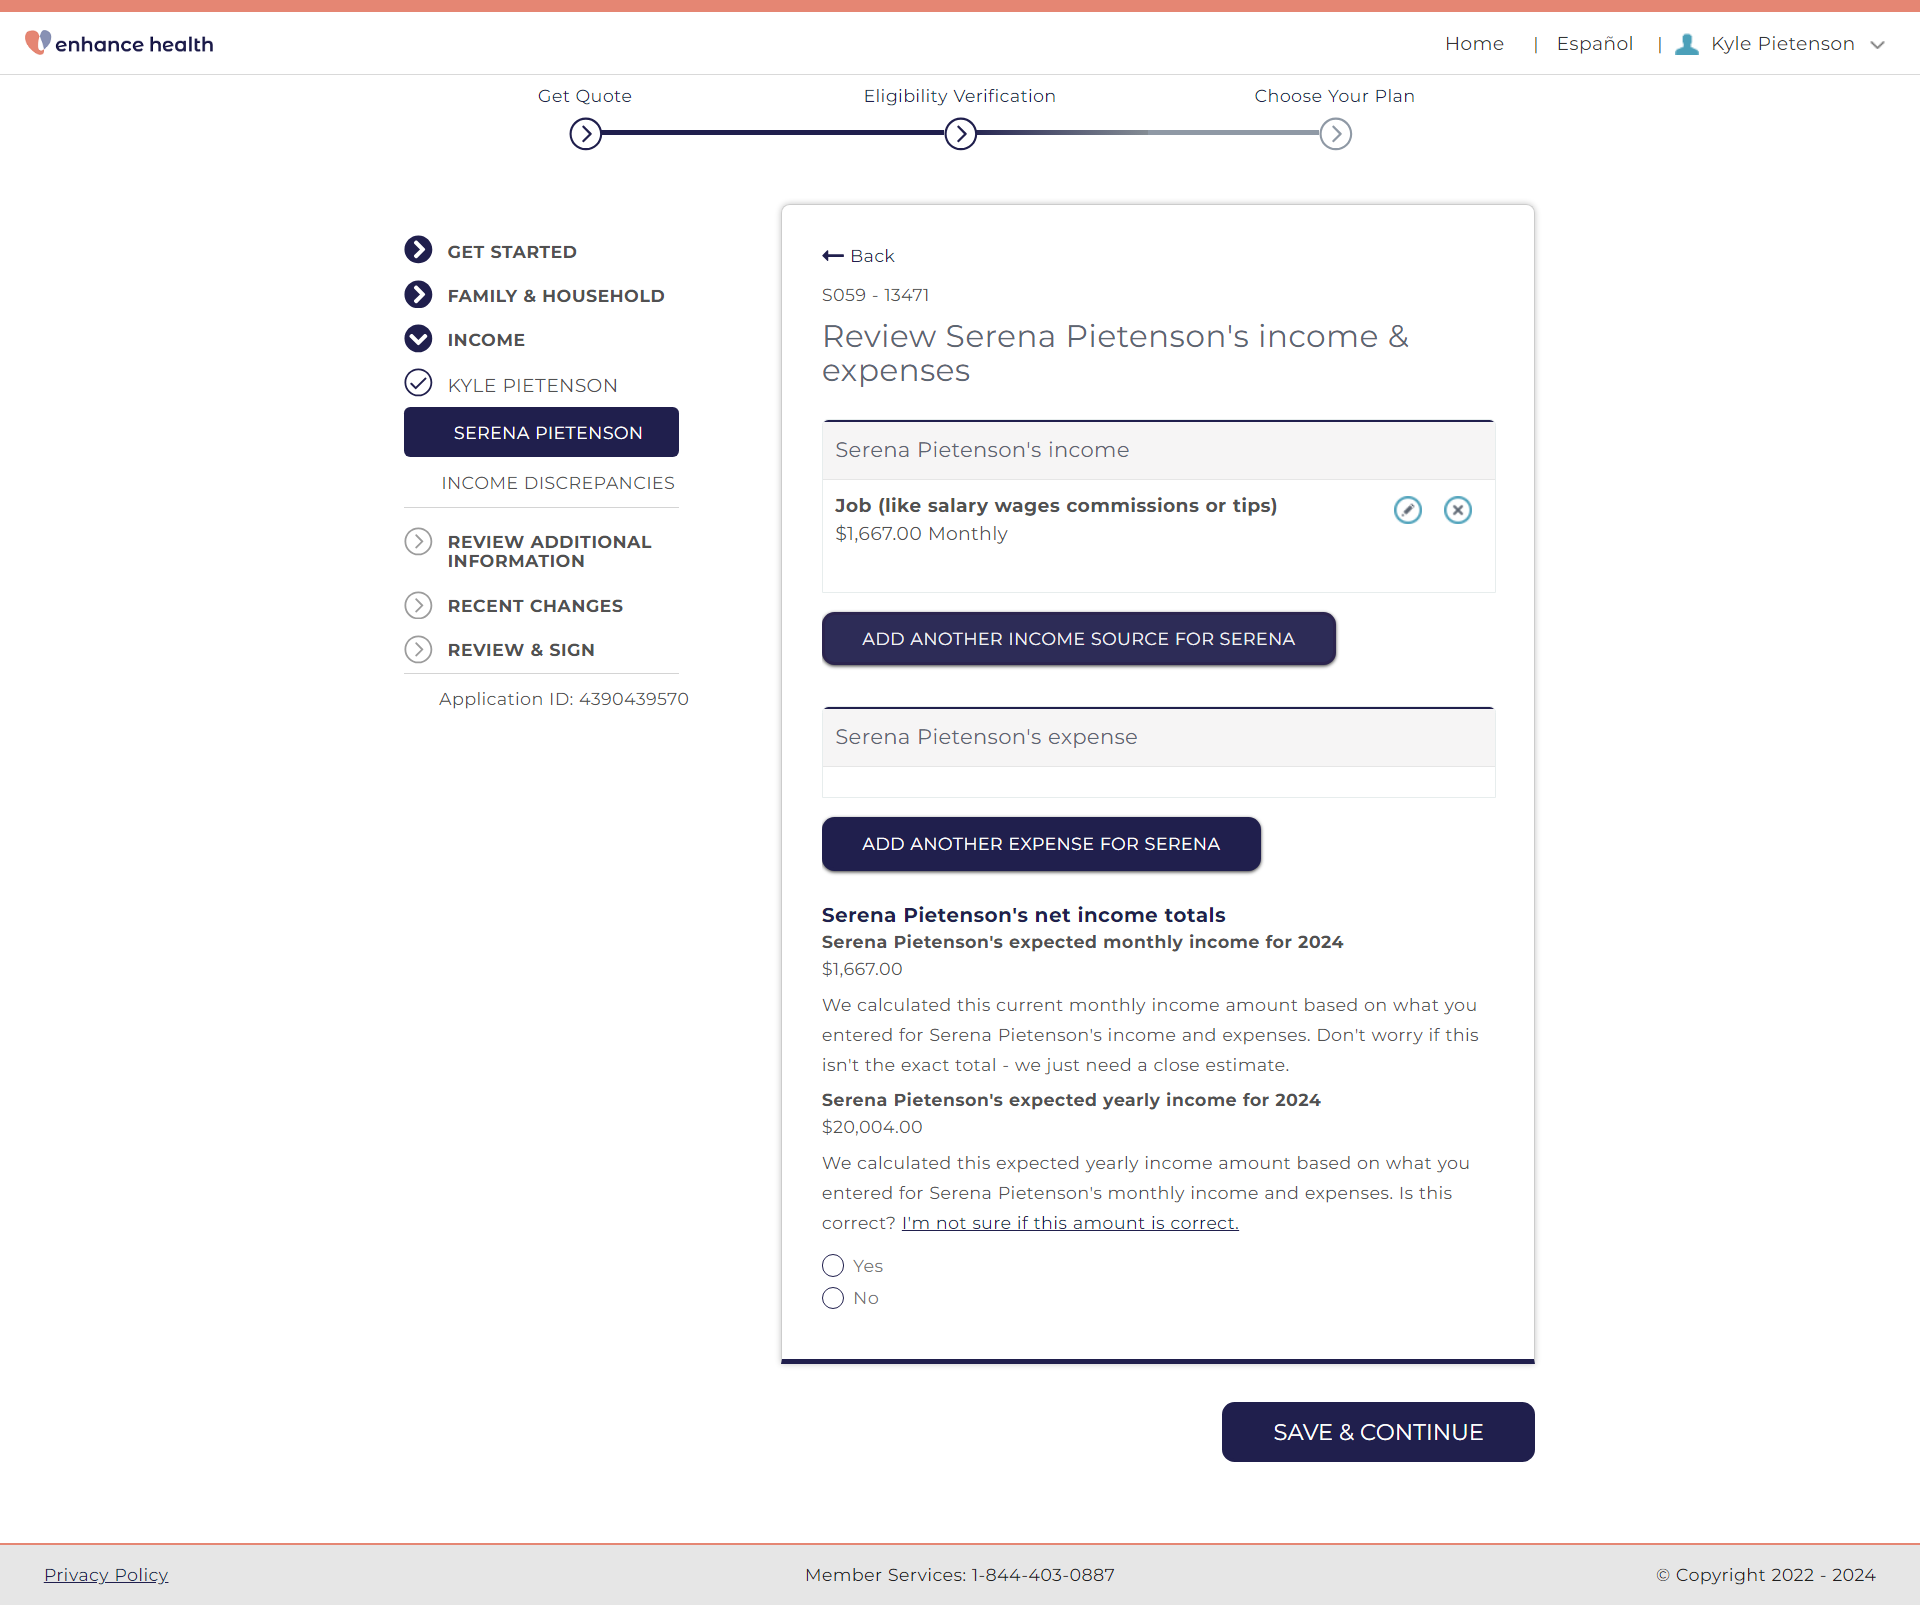 enhance health
Home | Español | Kyle Pietenson
Get Quote
Eligibility Verification
Choose Your Plan
GET STARTED
FAMILY & HOUSEHOLD
INCOME
KYLE PIETENSON
SERENA PIETENSON
INCOME DISCREPANCIES
REVIEW ADDITIONAL
INFORMATION
RECENT CHANGES
REVIEW & SIGN
Application ID: 4390439570
Back
S059 - 13471
Review Serena Pietenson's income &
expenses
Serena Pietenson's income
Job (like salary wages commissions or tips)
$1,667.00 Monthly
ADD ANOTHER INCOME SOURCE FOR SERENA
Serena Pietenson's expense
ADD ANOTHER EXPENSE FOR SERENA
Serena Pietenson's net income totals
Serena Pietenson's expected monthly income for 2024
$1,667.00
We calculated this current monthly income amount based on what you
entered for Serena Pietenson's income and expenses. Don't worry if this
isn't the exact total - we just need a close estimate.
Serena Pietenson's expected yearly income for 2024
$20,004.00
We calculated this expected yearly income amount based on what you
entered for Serena Pietenson's monthly income and expenses. Is this
correct? I'm not sure if this amount is correct.
Yes
No
SAVE & CONTINUE
Privacy Policy
Member Services: 1-844-403-0887
© Copyright 2022 - 2024